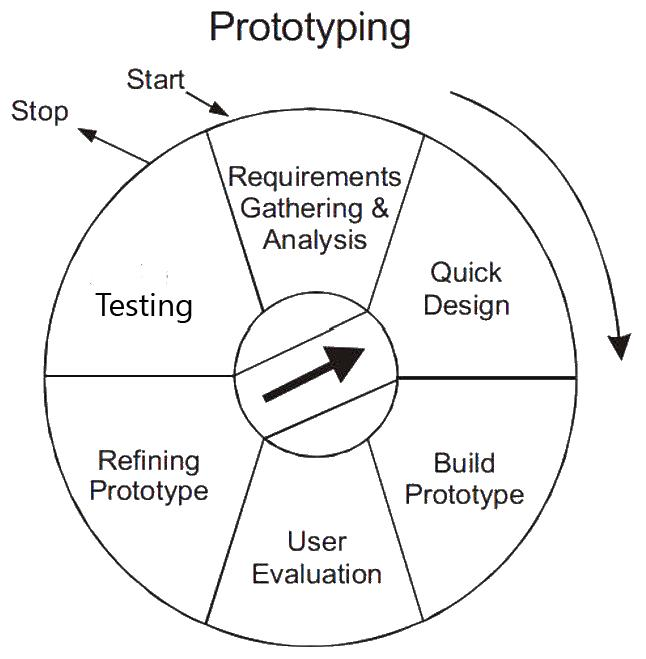 Prototyping
Start
Stop
Requirements
Gathering &
Analysis
Quick
Design
Build
Prototype
User
Evaluation
Refining
Prototype
Testing